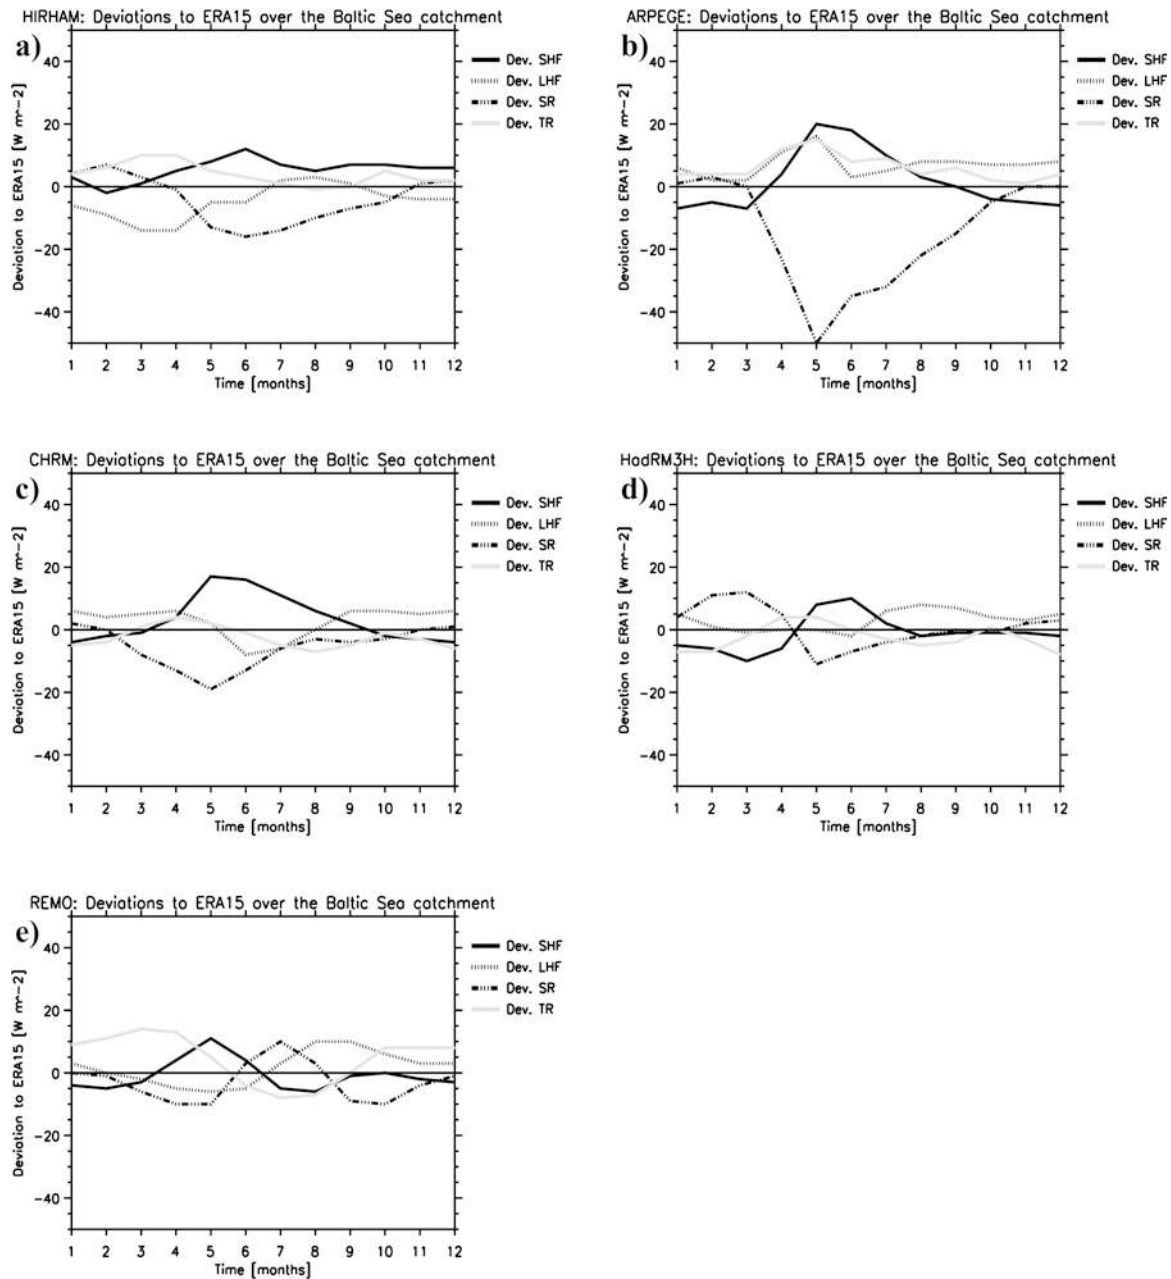 HIRHAM: Deviations to ERA15 over the Baltic Sea catchment
a)
Deviation to ERA15 [W m^-2]
40
20
0
-20
-40
1 2 3 4 5 6 7 8 9 10 11 12
Time [months]
Dev. SHF
Dev. LHF
Dev. SR
Dev. TR
ARPEGE: Deviations to ERA15 over the Baltic Sea catchment
b)
Deviation to ERA15 [W m^-2]
40
20
0
-20
-40
1 2 3 4 5 6 7 8 9 10 11 12
Time [months]
Dev. SHF
Dev. LHF
Dev. SR
Dev. TR
CHRM: Deviations to ERA15 over the Baltic Sea catchment
c)
Deviation to ERA15 [W m^-2]
40
20
0
-20
-40
1 2 3 4 5 6 7 8 9 10 11 12
Time [months]
Dev. SHF
Dev. LHF
Dev. SR
Dev. TR
HadRM3H: Deviations to ERA15 over the Baltic Sea catchment
d)
Deviation to ERA15 [W m^-2]
40
20
0
-20
-40
1 2 3 4 5 6 7 8 9 10 11 12
Time [months]
Dev. SHF
Dev. LHF
Dev. SR
Dev. TR
REMO: Deviations to ERA15 over the Baltic Sea catchment
e)
Deviation to ERA15 [W m^-2]
40
20
0
-20
-40
1 2 3 4 5 6 7 8 9 10 11 12
Time [months]
Dev. SHF
Dev. LHF
Dev. SR
Dev. TR